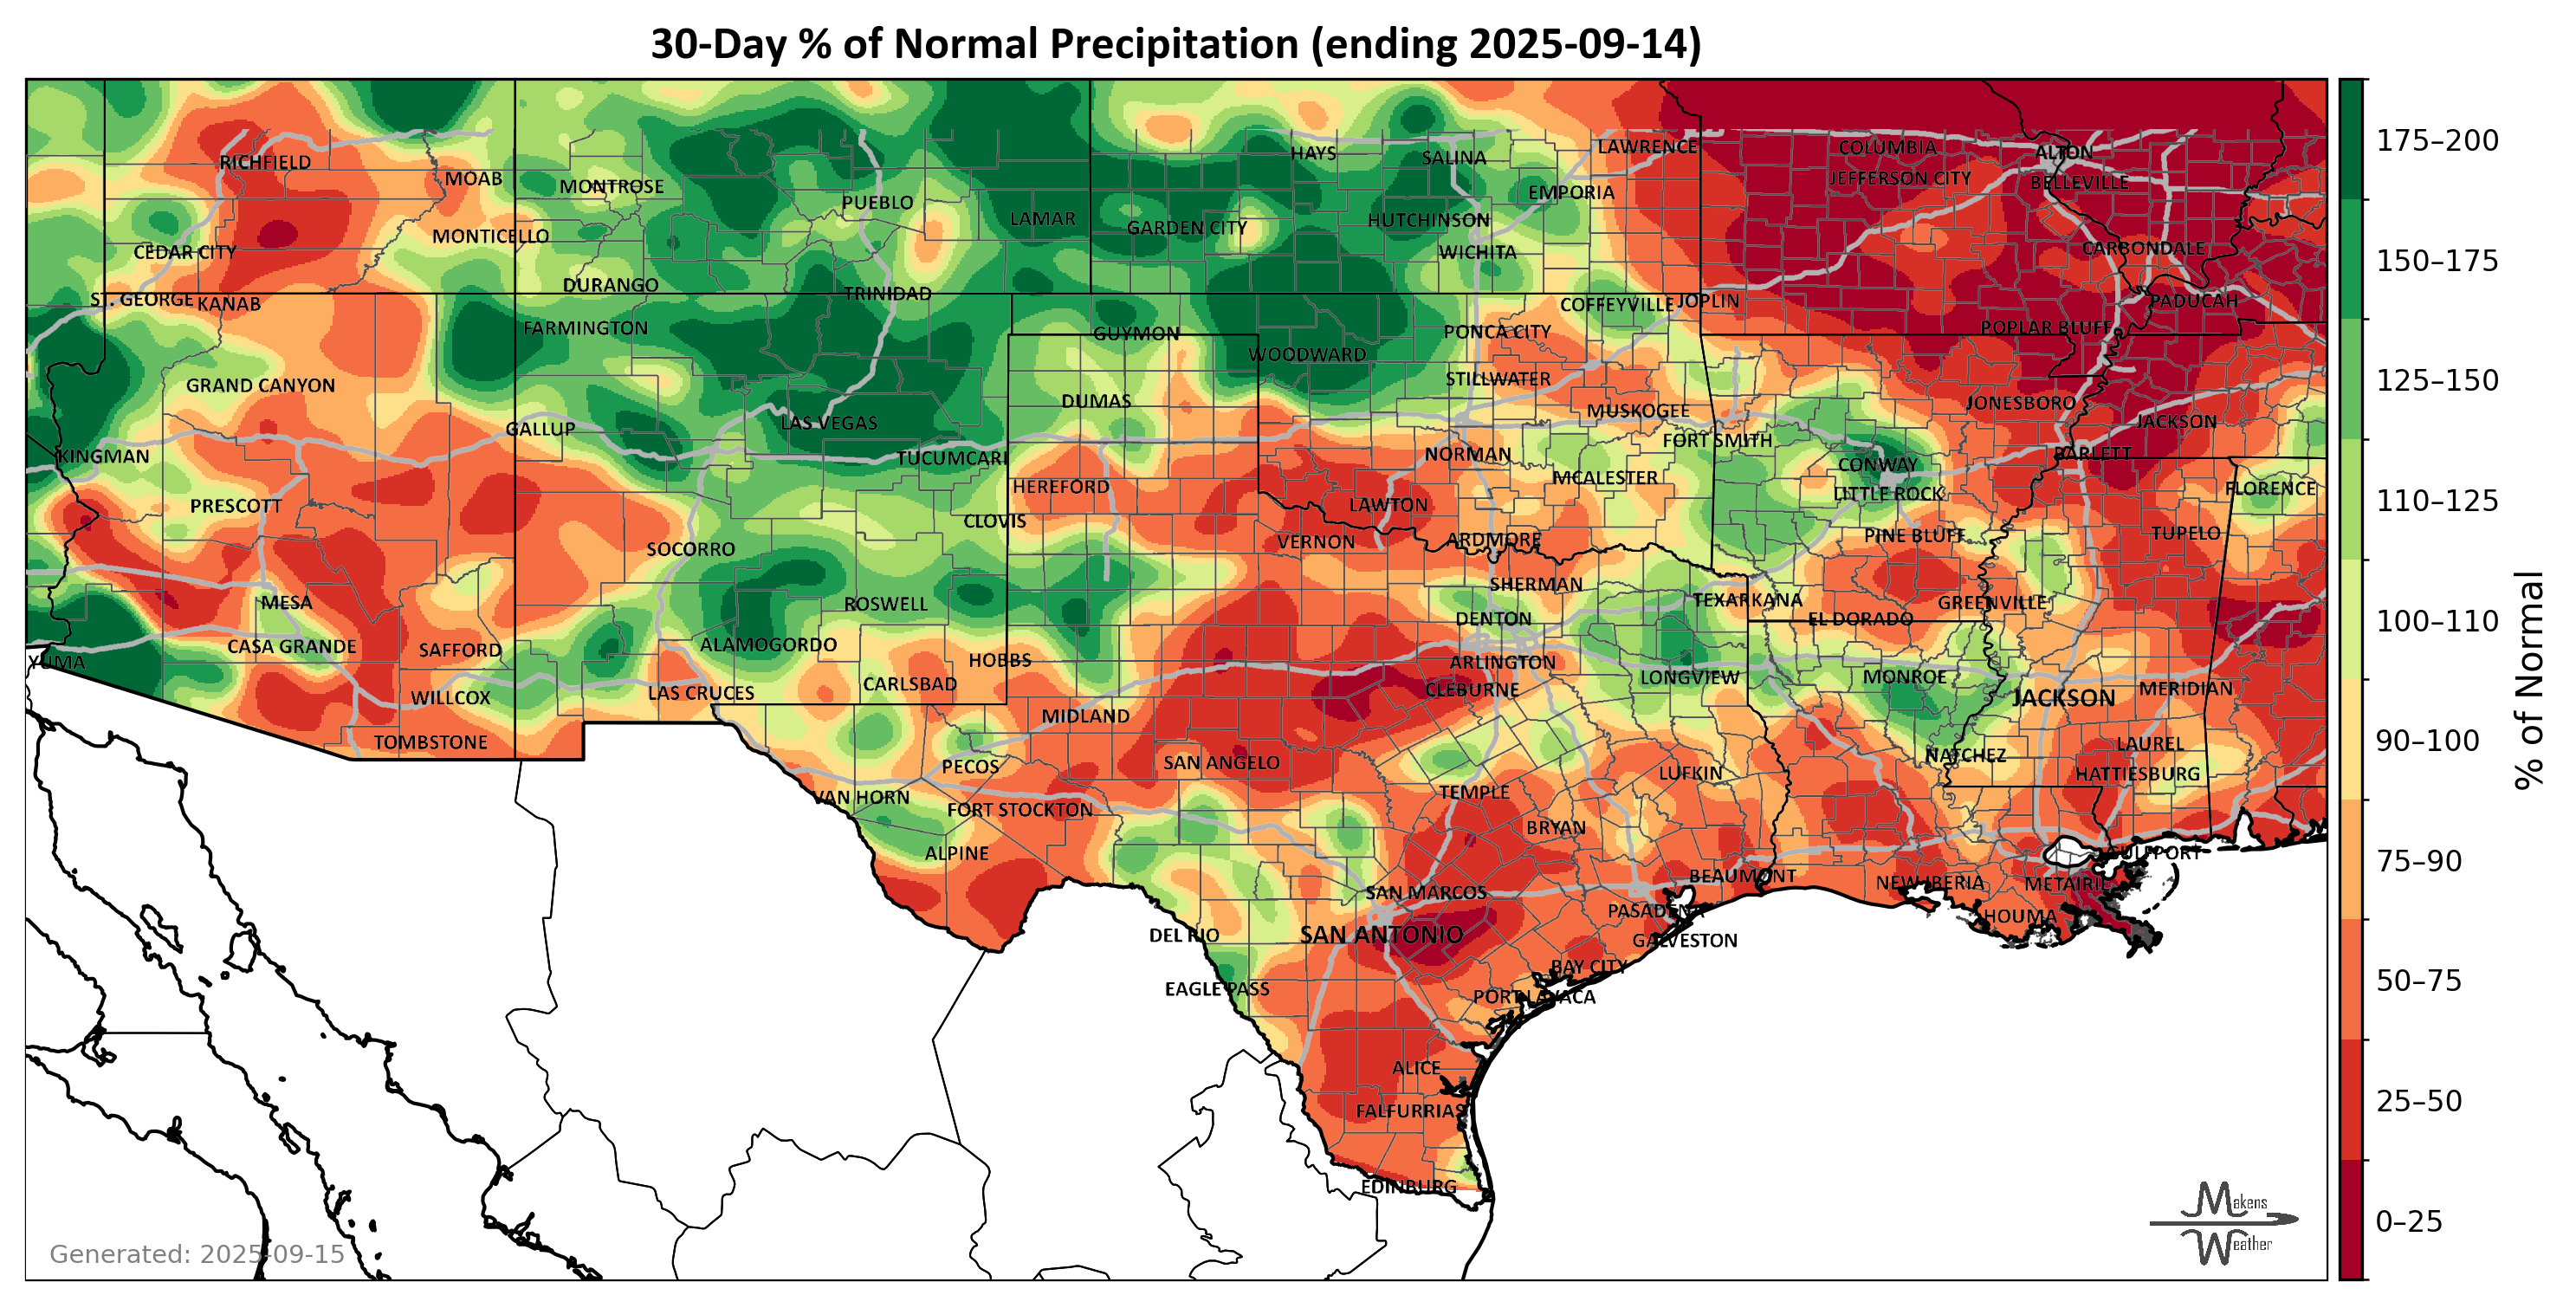 30-Day % of Normal Precipitation (ending 2025-09-14)
RICHFIELD
MOAB
MONTROSE
PUEBLO
LAMAR
GARDEN CITY
HAYS
SALINA
LAWRENCE
EMPORIA
HUTCHINSON
WICHITA
COLUMBIA
JEFFERSON CITY
ALTON
BELLEVILLE
CARBONDALE
PADUCAH
POPLAR BLUFF
CEDAR CITY
MONTICELLO
ST. GEORGE
KANAB
DURANGO
TRINIDAD
FARMINGTON
GUYMON
WOODWARD
COFFEYVILLE
JOPLIN
PONCA CITY
STILLWATER
MUSKOGEE
GRAND CANYON
DUMAS
LAS VEGAS
GALLUP
TUCUMCARI
KINGMAN
JONESBORO
JACKSON
BARLETT
FORT SMITH
CONWAY
LITTLE ROCK
NORMAN
MCALESTER
FLORENCE
PRESCOTT
HEREFORD
CLOVIS
LAWTON
VERNON
ARDMORE
PINE BLUFF
TUPELO
SOCORRO
SHERMAN
MESA
ROSWELL
DENTON
TEXARKANA
GREENVILLE
EL DORADO
CASA GRANDE
SAFFORD
ALAMOGORDO
HOBBS
ARLINGTON
YUMA
WILLCOX
LAS CRUCES
CARLSBAD
CLEBURNE
LONGVIEW
MONROE
JACKSON
MERIDIAN
MIDLAND
TOMBSTONE
PECOS
SAN ANGELO
NATCHEZ
LAUREL
HATTIESBURG
LUFKIN
TEMPLE
VAN HORN
FORT STOCKTON
BRYAN
ALPINE
GULFPORT
SAN MARCOS
BEAUMONT
NEW IBERIA
METAIRIE
PASADENA
HOUMA
DEL RIO
SAN ANTONIO
GALVESTON
BAY CITY
EAGLE PASS
PORT LAVACA
ALICE
FALFURRIAS
EDINBURG
175–200
150–175
125–150
110–125
100–110
90–100
75–90
50–75
25–50
0–25
% of Normal
Generated: 2025-09-15
Makens
Weather